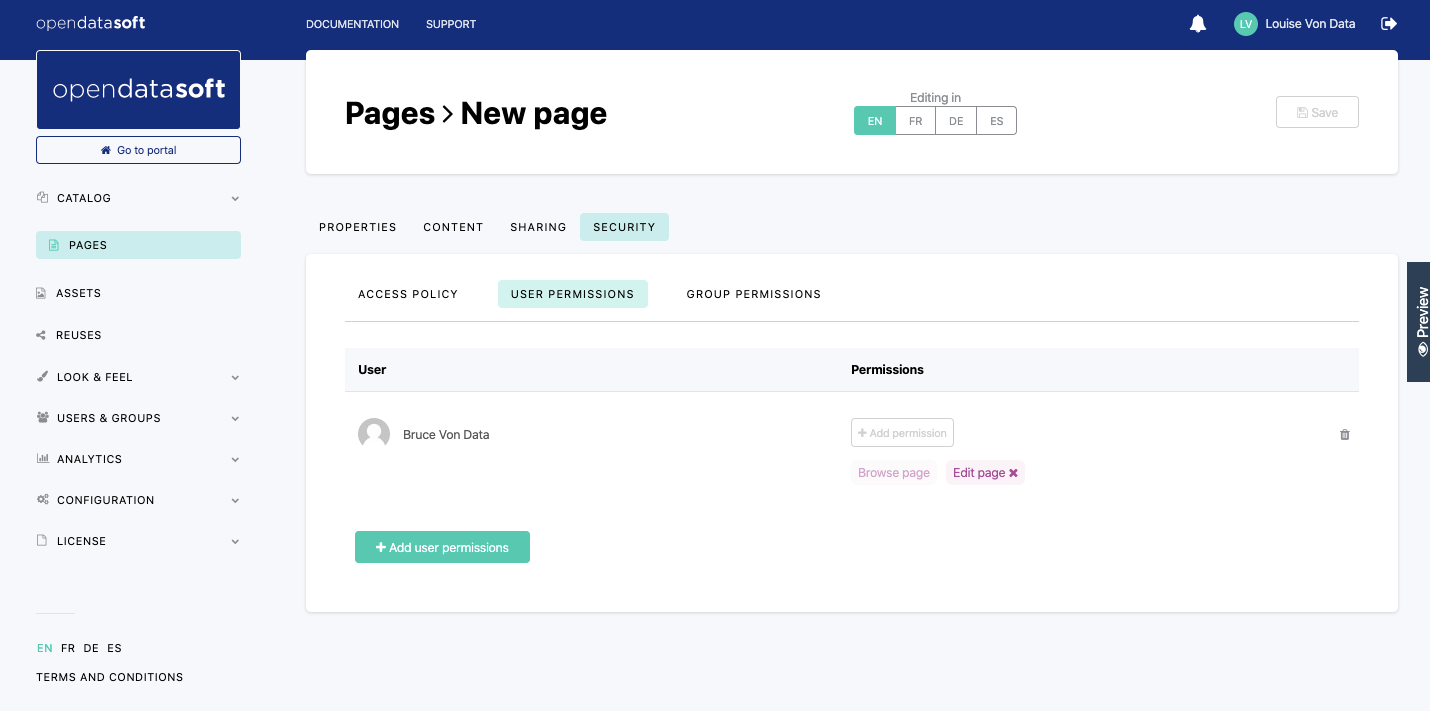 opendatasoft
DOCUMENTATION SUPPORT
LV Louise Von Data
opendatasoft
Go to portal
CATALOG
PAGES
ASSETS
REUSES
LOOK & FEEL
USERS & GROUPS
ANALYTICS
CONFIGURATION
LICENSE
EN FR DE ES
TERMS AND CONDITIONS
Pages > New page
Editing in
EN FR DE ES
Save
PROPERTIES CONTENT SHARING SECURITY
ACCESS POLICY USER PERMISSIONS GROUP PERMISSIONS
User Permissions
Bruce Von Data
+ Add permission
Browse page Edit page ✖
+ Add user permissions
Preview